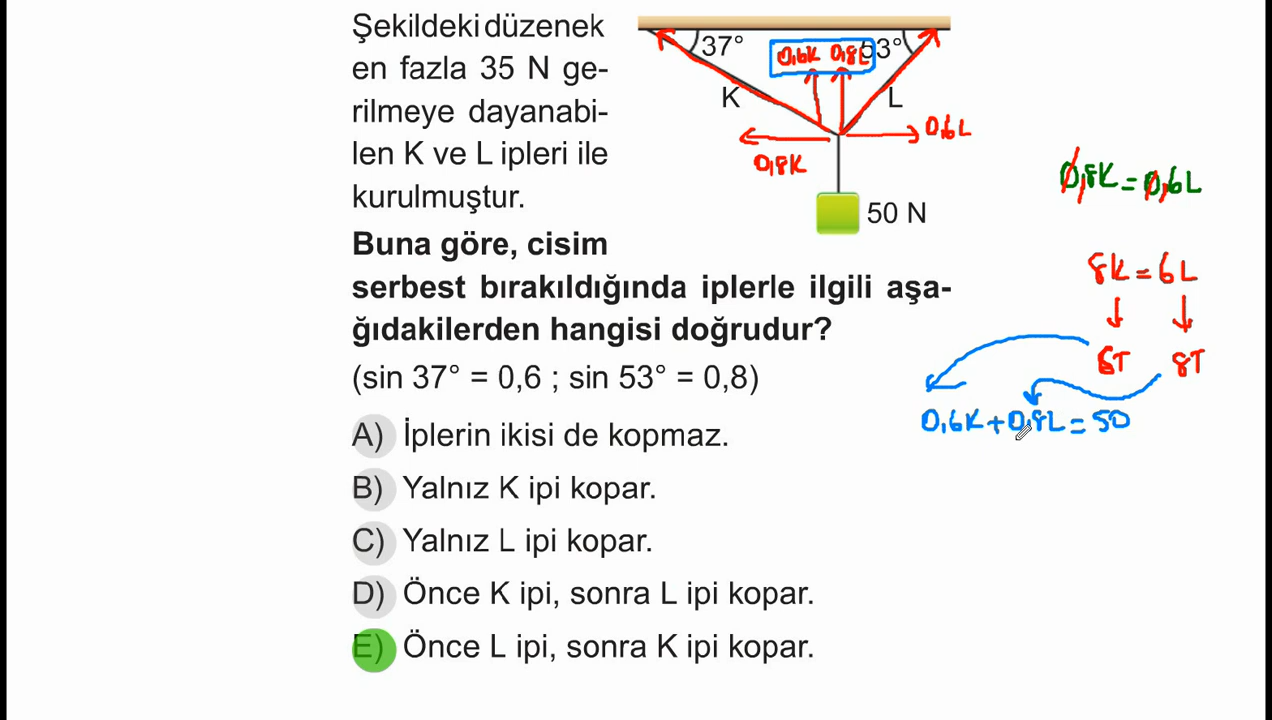 Şekildeki düzenek
en fazla 35 N ge-
rilmeye dayanabi-
len K ve L ipleri ile
kurulmuştur.
37°
0,6K 0,8L
53°
K
L
0,6L
0,8K
50 N
0,8K = 0,6L
8K = 6L
6T 8T
0,6K + 0,8L = 50
Buna göre, cisim
serbest bırakıldığında iplerle ilgili aşa-
ğıdakilerden hangisi doğrudur?
(sin 37° = 0,6 ; sin 53° = 0,8)
A) İplerin ikisi de kopmaz.
B) Yalnız K ipi kopar.
C) Yalnız L ipi kopar.
D) Önce K ipi, sonra L ipi kopar.
E) Önce L ipi, sonra K ipi kopar.